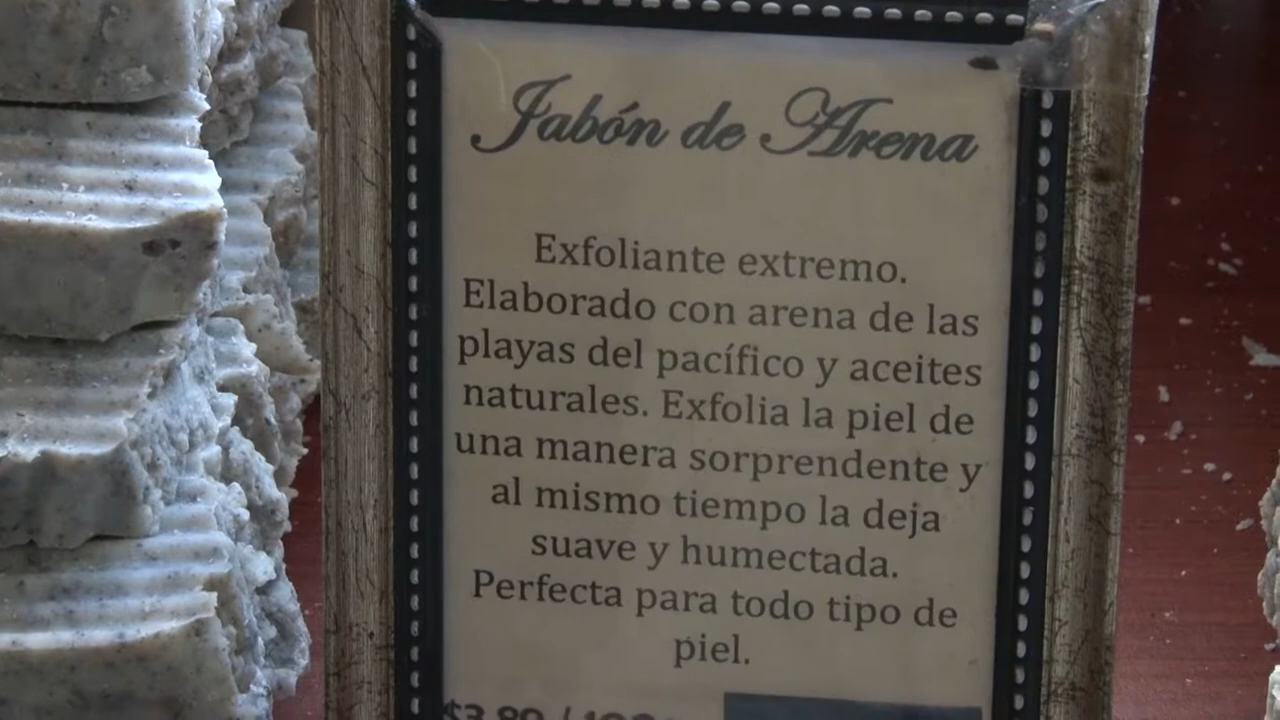 Jabón de Arena
Exfoliante extremo.
Elaborado con arena de las
playas del pacífico y aceites
naturales. Exfolia la piel de
una manera sorprendente y
al mismo tiempo la deja
suave y humectada.
Perfecta para todo tipo de
piel.
$3.89 /